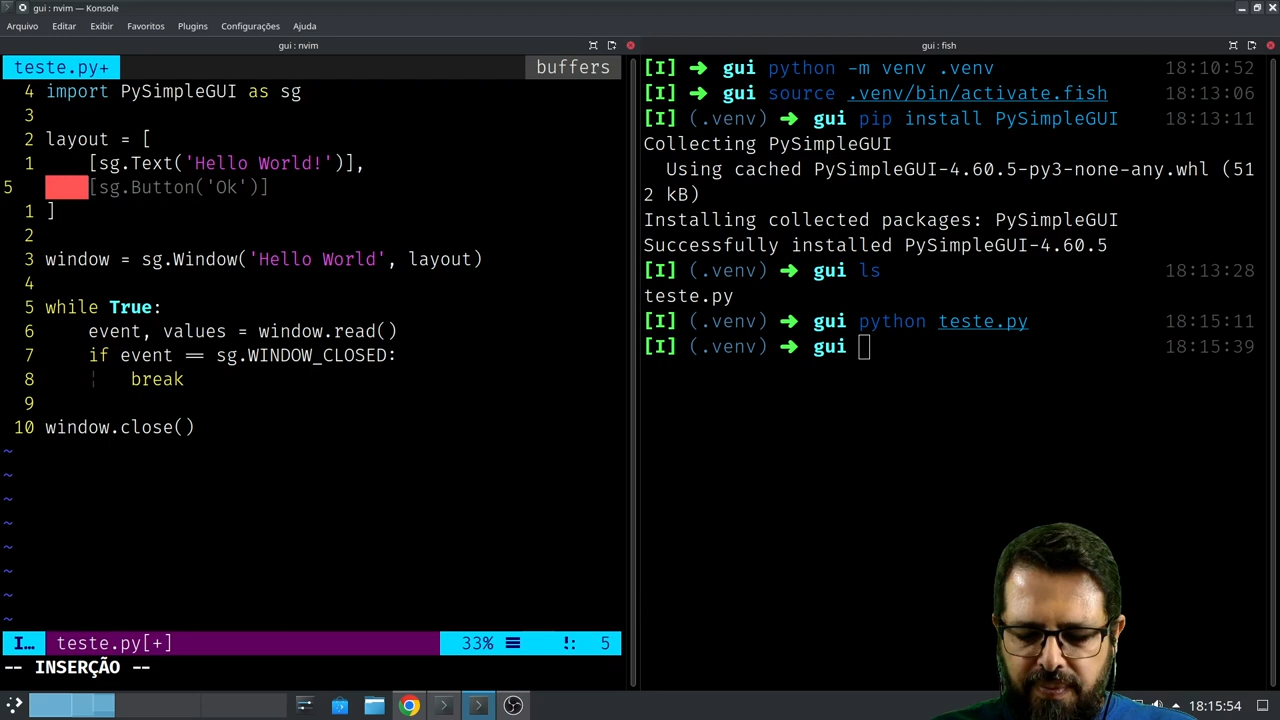 gui : nvim — Konsole
Arquivo Editar Exibir Favoritos Plugins Configurações Ajuda
gui : nvim
teste.py+ buffers
4 import PySimpleGUI as sg
3
2 layout = [
1 [sg.Text('Hello World!')],
5 [sg.Button('Ok')]
1 ]
2
3 window = sg.Window('Hello World', layout)
4
5 while True:
6 event, values = window.read()
7 if event == sg.WINDOW_CLOSED:
8 break
9
10 window.close()
~
~
~
~
~
~
~
~
I… teste.py[+] 33% ☰ !: 5
-- INSERÇÃO --
gui : fish
[I] ➜ gui python -m venv .venv 18:10:52
[I] ➜ gui source .venv/bin/activate.fish 18:13:06
[I] (.venv) ➜ gui pip install PySimpleGUI 18:13:11
Collecting PySimpleGUI
Using cached PySimpleGUI-4.60.5-py3-none-any.whl (51
2 kB)
Installing collected packages: PySimpleGUI
Successfully installed PySimpleGUI-4.60.5
[I] (.venv) ➜ gui ls 18:13:28
teste.py
[I] (.venv) ➜ gui python teste.py 18:15:11
[I] (.venv) ➜ gui 18:15:39
18:15:54